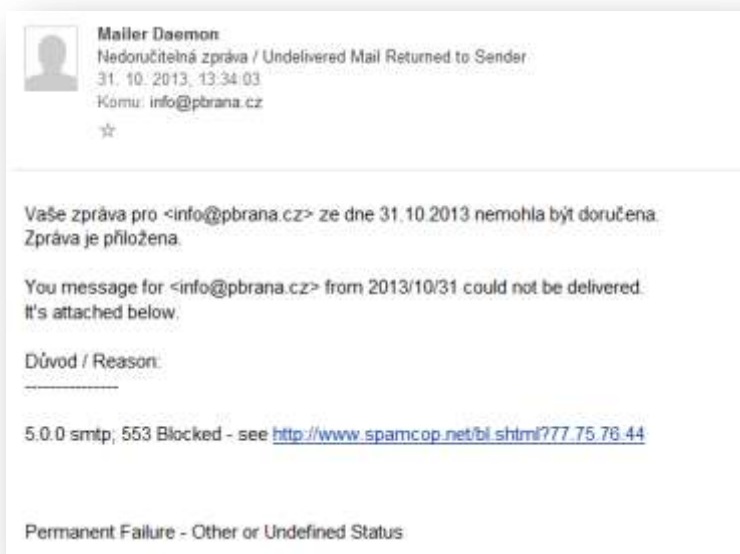 Mailer Daemon
Nedoručitelná zpráva / Undelivered Mail Returned to Sender
31. 10. 2013, 13:34:03
Komu: info@pbrana.cz
Vaše zpráva pro <info@pbrana.cz> ze dne 31.10.2013 nemohla být doručena.
Zpráva je přiložena.
You message for <info@pbrana.cz> from 2013/10/31 could not be delivered.
It's attached below.
Důvod / Reason:
---------------
5.0.0 smtp; 553 Blocked - see http://www.spamcop.net/bl.shtml?77.75.76.44
Permanent Failure - Other or Undefined Status